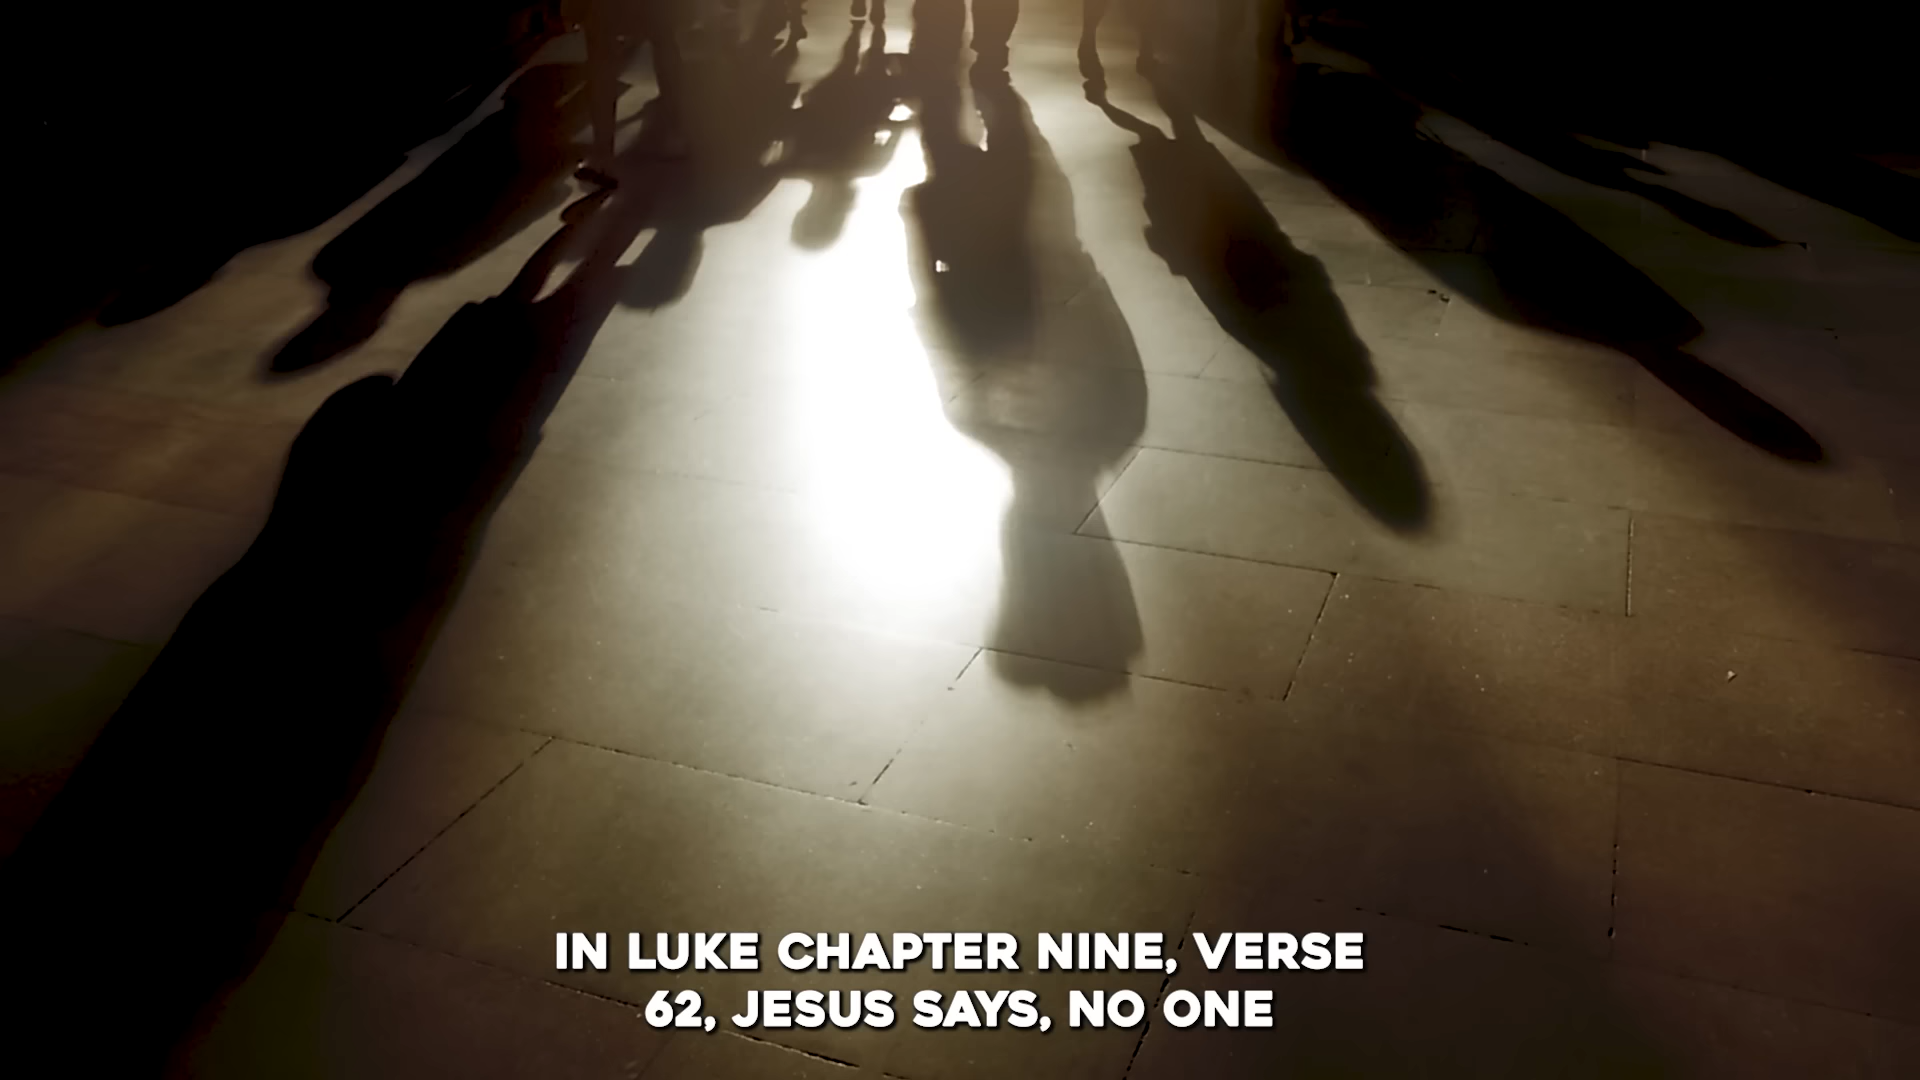 IN LUKE CHAPTER NINE, VERSE
62, JESUS SAYS, NO ONE